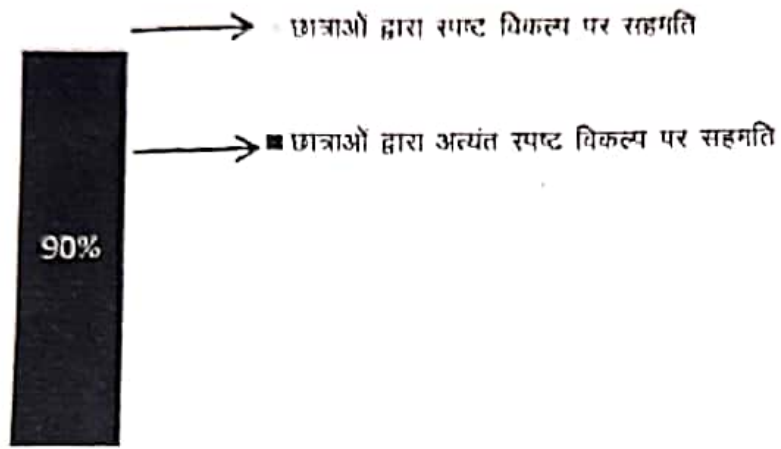 छात्राओं द्वारा स्पष्ट विकल्प पर सहमति
■ छात्राओं द्वारा अत्यंत स्पष्ट विकल्प पर सहमति
90%